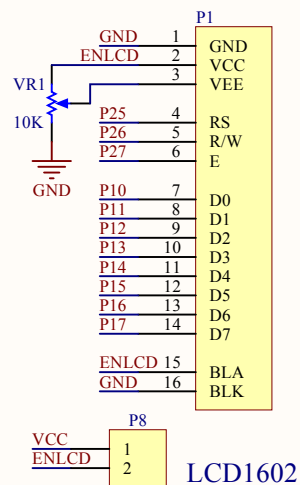 P1
GND 1 GND
ENLCD 2 VCC
3 VEE
VR1
10K
GND
P25 4 RS
P26 5 R/W
P27 6 E
P10 7 D0
P11 8 D1
P12 9 D2
P13 10 D3
P14 11 D4
P15 12 D5
P16 13 D6
P17 14 D7
ENLCD 15 BLA
GND 16 BLK
P8
VCC 1
ENLCD 2
LCD1602